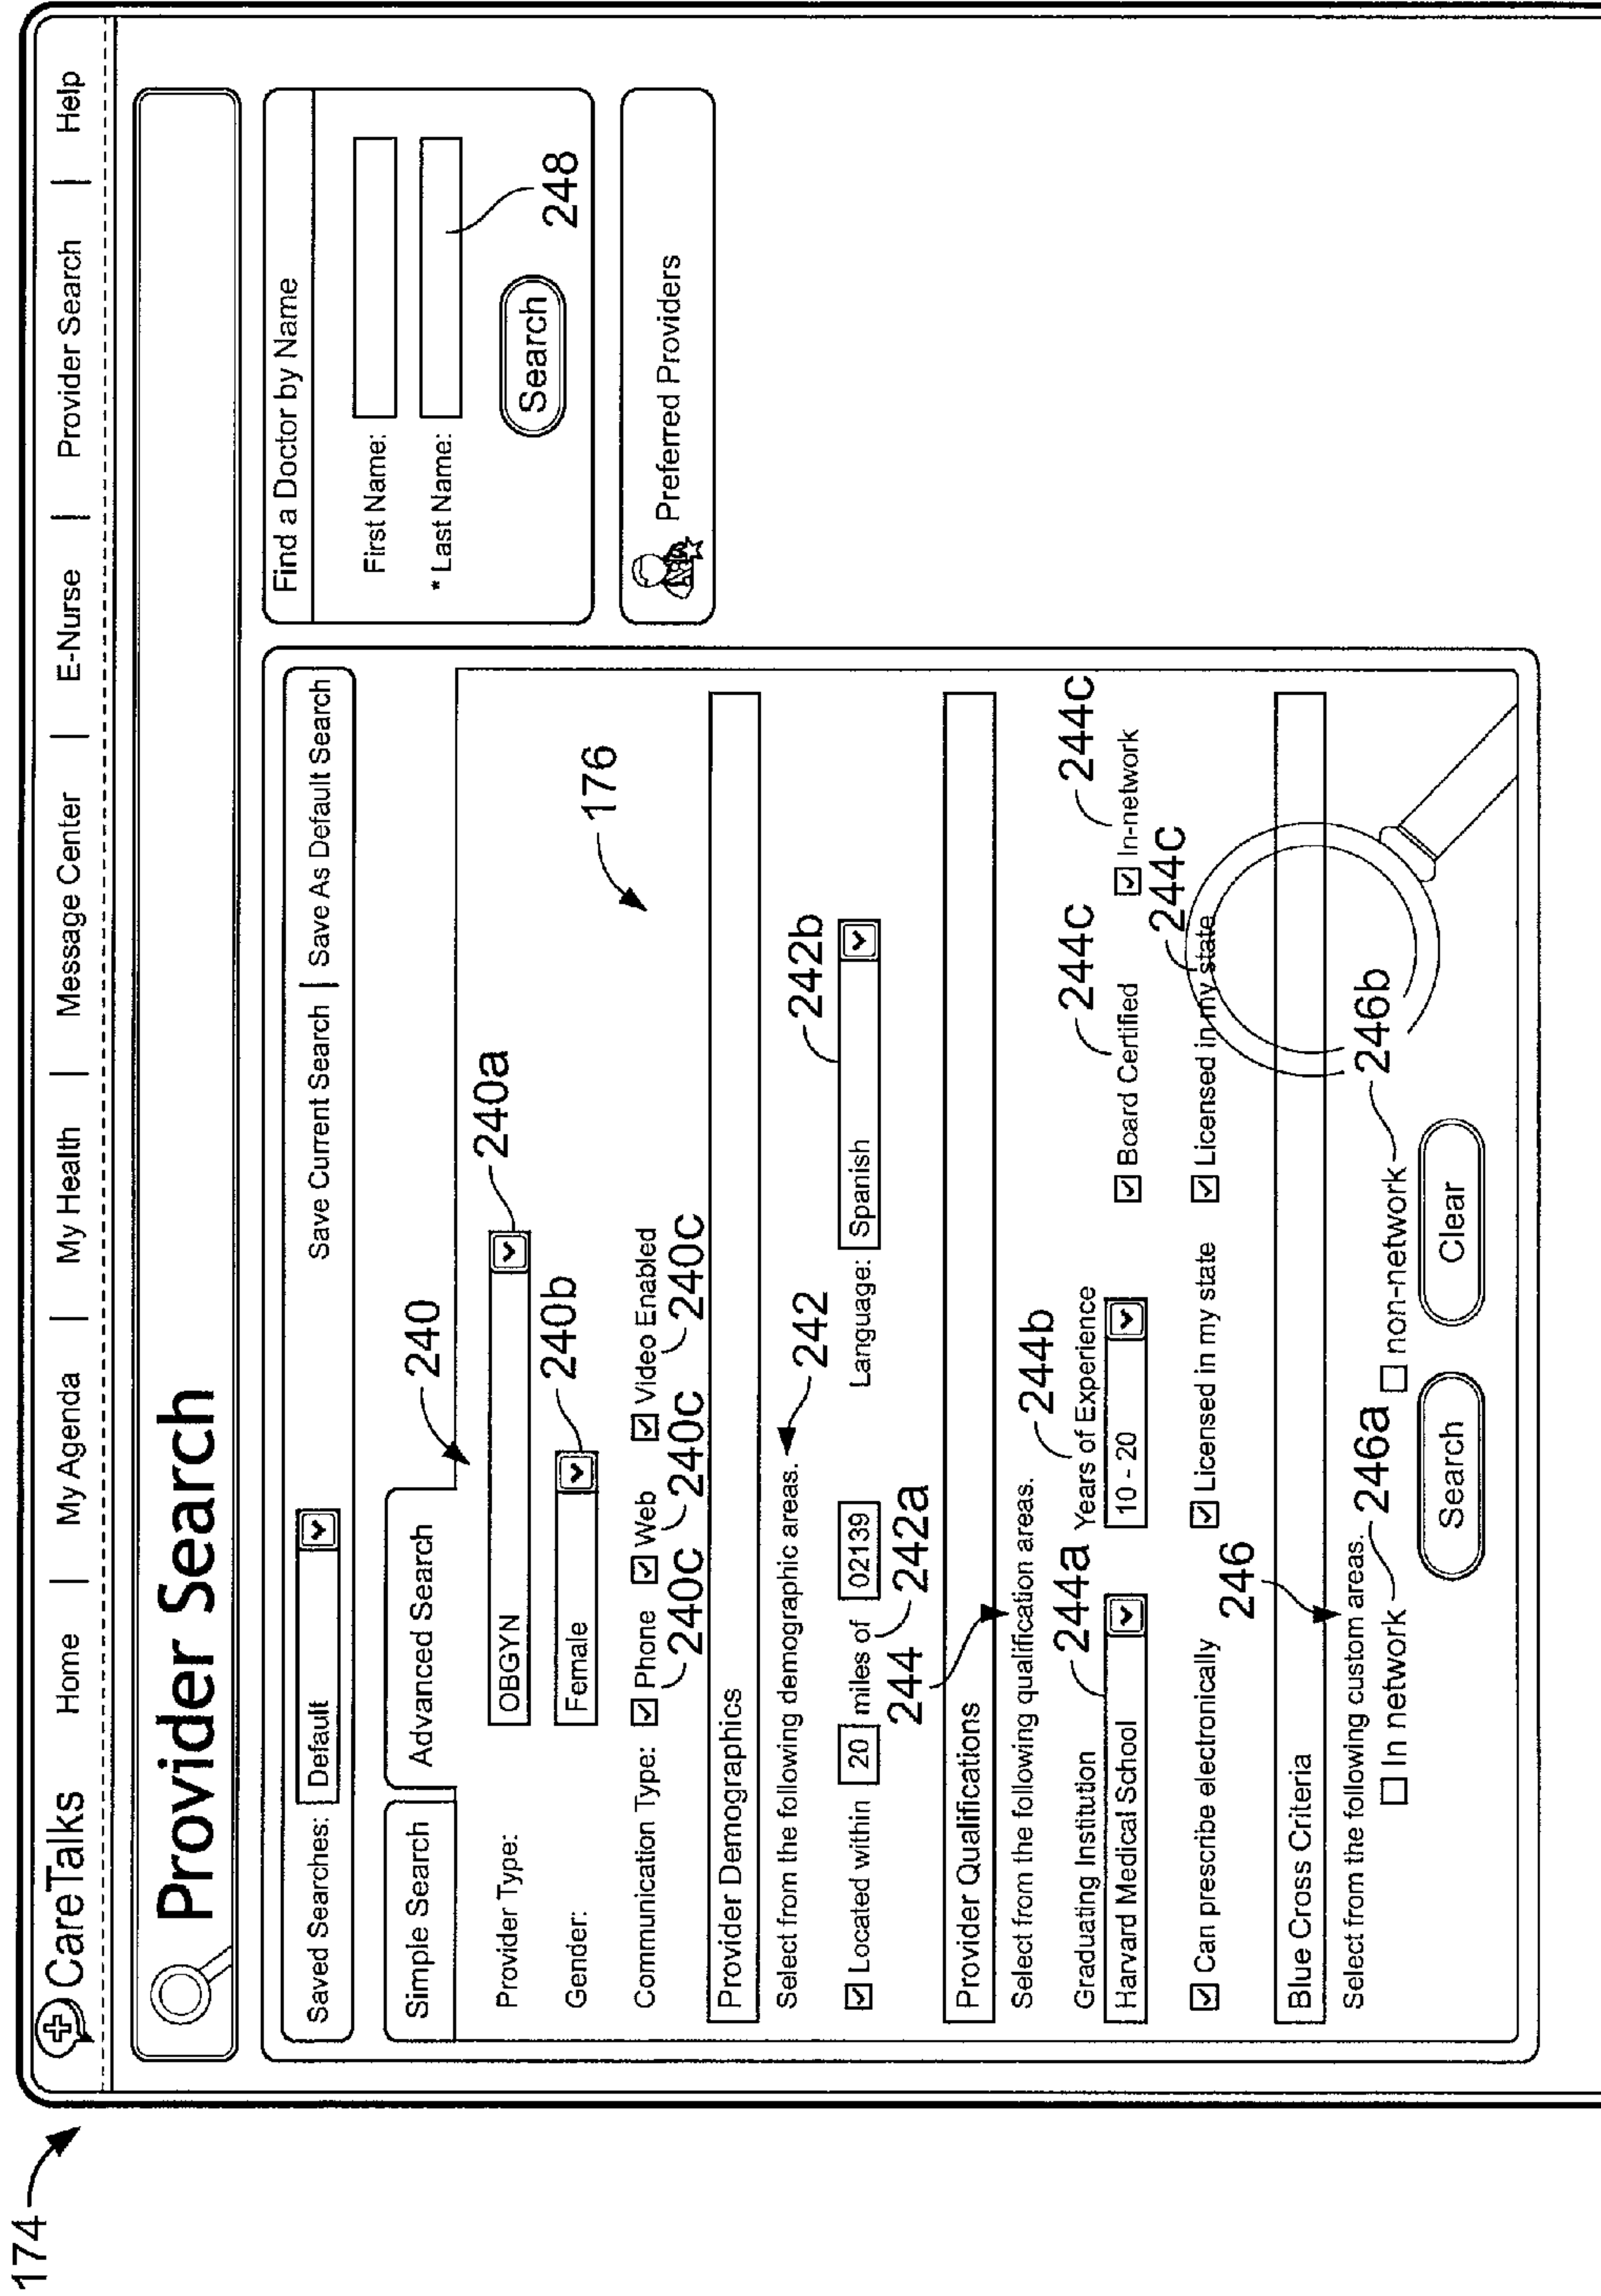 174
CareTalks Home | My Agenda | My Health | Message Center | E-Nurse | Provider Search | Help
Provider Search
Saved Searches: Default Save Current Search | Save As Default Search
Simple Search Advanced Search
240
Provider Type: OBGYN 240a
Gender: Female 240b
176
Communication Type: Phone Web Video Enabled
240c 240c 240c
Provider Demographics
Select from the following demographic areas. 242
242b
Located within 20 miles of 02139 Language: Spanish
244 242a
Provider Qualifications
Select from the following qualification areas.
244b
Graduating Institution 244a Years of Experience 244c 244c
Harvard Medical School 10 - 20 Board Certified In-network
244c
Can prescribe electronically Licensed in my state Licensed in my state
246
Blue Cross Criteria
Select from the following custom areas. 246a 246b
In network non-network
Search Clear
Find a Doctor by Name
First Name:
* Last Name:
Search 248
Preferred Providers